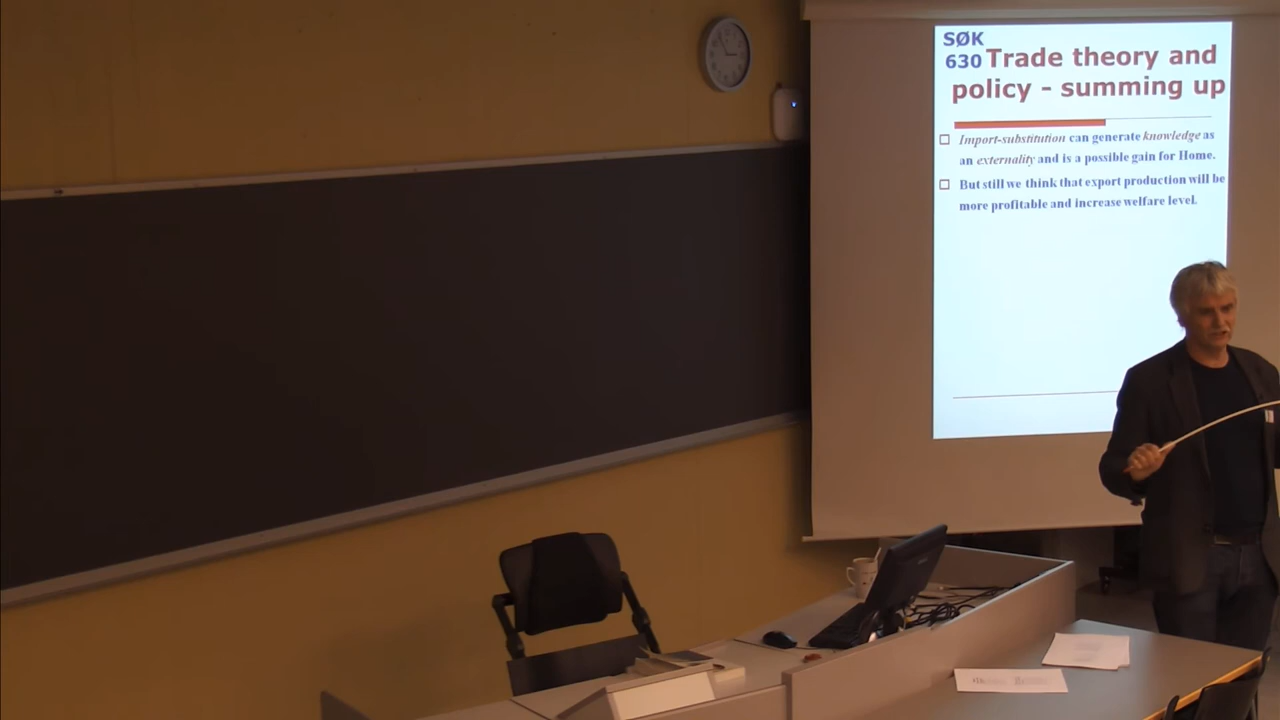 SØK
630 Trade theory and
policy - summing up
Import-substitution can generate knowledge as
an externality and is a possible gain for Home.
But still we think that export production will be
more profitable and increase welfare level.